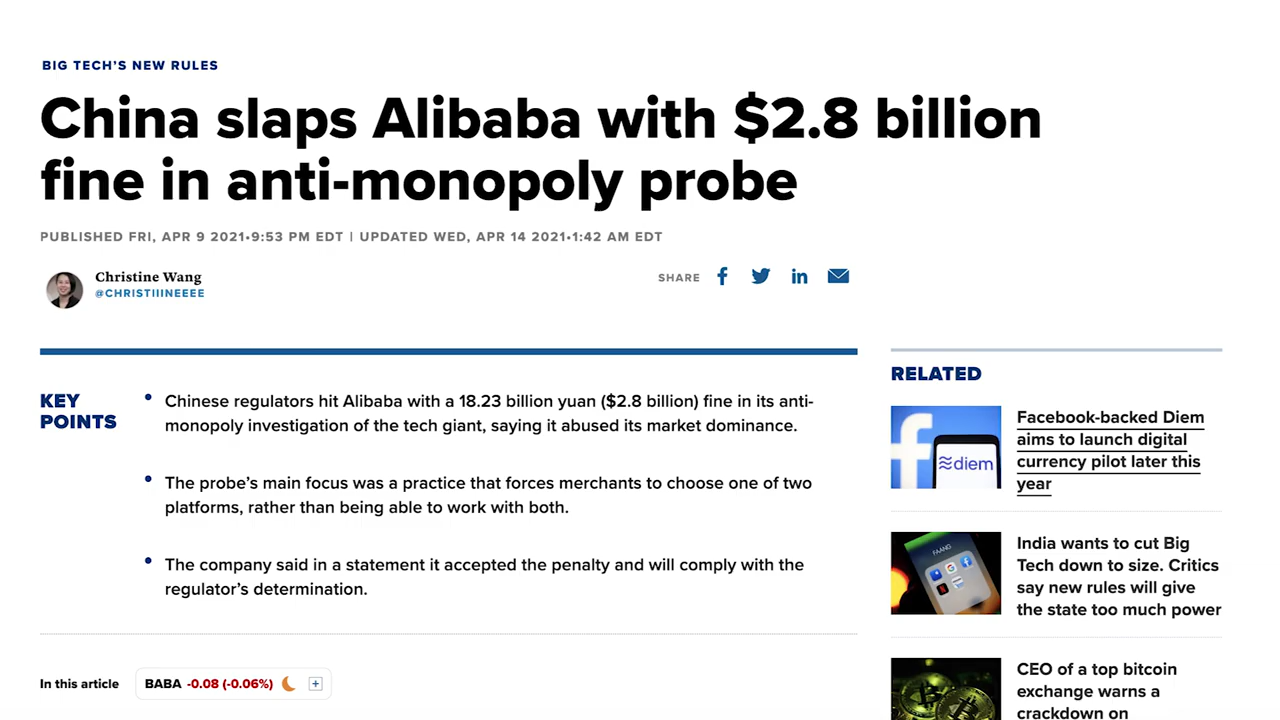 BIG TECH'S NEW RULES
China slaps Alibaba with $2.8 billion
fine in anti-monopoly probe
PUBLISHED FRI, APR 9 2021•9:53 PM EDT | UPDATED WED, APR 14 2021•1:42 AM EDT
Christine Wang
@CHRISTIIINEEEE
SHARE
KEY
POINTS
• Chinese regulators hit Alibaba with a 18.23 billion yuan ($2.8 billion) fine in its anti-
monopoly investigation of the tech giant, saying it abused its market dominance.
• The probe's main focus was a practice that forces merchants to choose one of two
platforms, rather than being able to work with both.
• The company said in a statement it accepted the penalty and will comply with the
regulator's determination.
In this article
BABA -0.08 (-0.06%)
RELATED
diem
Facebook-backed Diem
aims to launch digital
currency pilot later this
year
FAANG
India wants to cut Big
Tech down to size. Critics
say new rules will give
the state too much power
CEO of a top bitcoin
exchange warns a
crackdown on